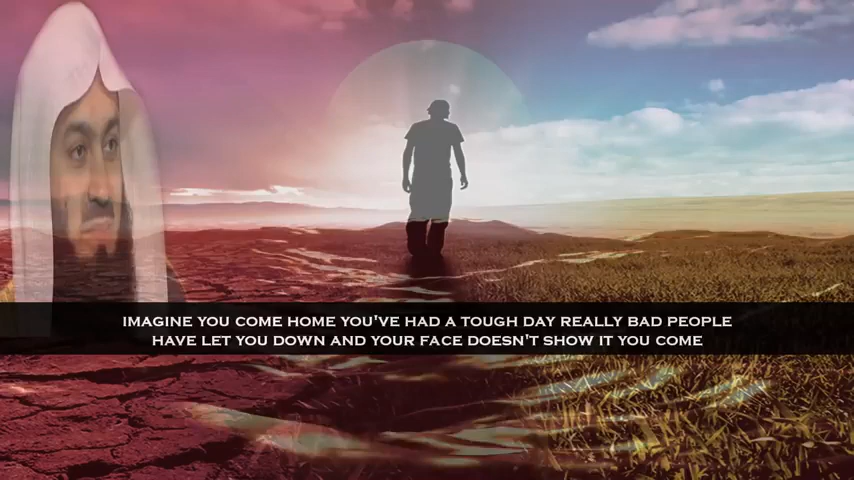 IMAGINE YOU COME HOME YOU'VE HAD A TOUGH DAY REALLY BAD PEOPLE
HAVE LET YOU DOWN AND YOUR FACE DOESN'T SHOW IT YOU COME